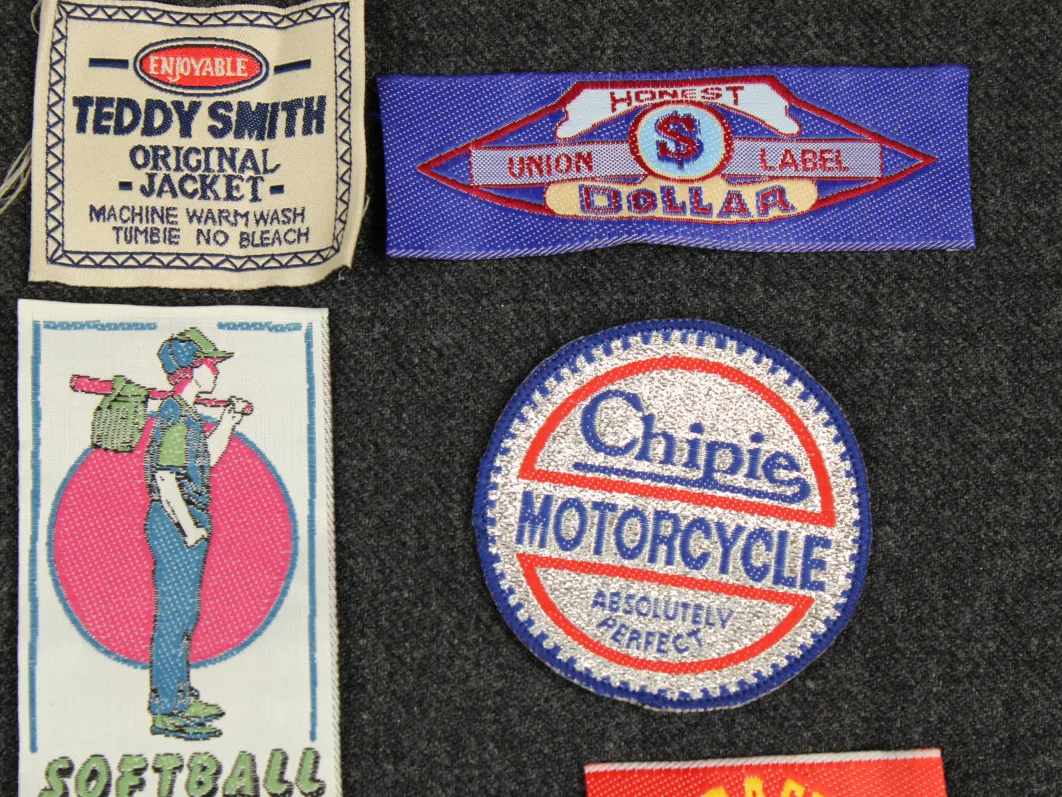 ENJOYABLE
TEDDY SMITH
ORIGINAL
-JACKET-
MACHINE WARM WASH
TUMBIE NO BLEACH
HONEST
$
UNION LABEL
DOLLAR
SOFTBALL
Chipie
MOTORCYCLE
ABSOLUTELY
PERFECT